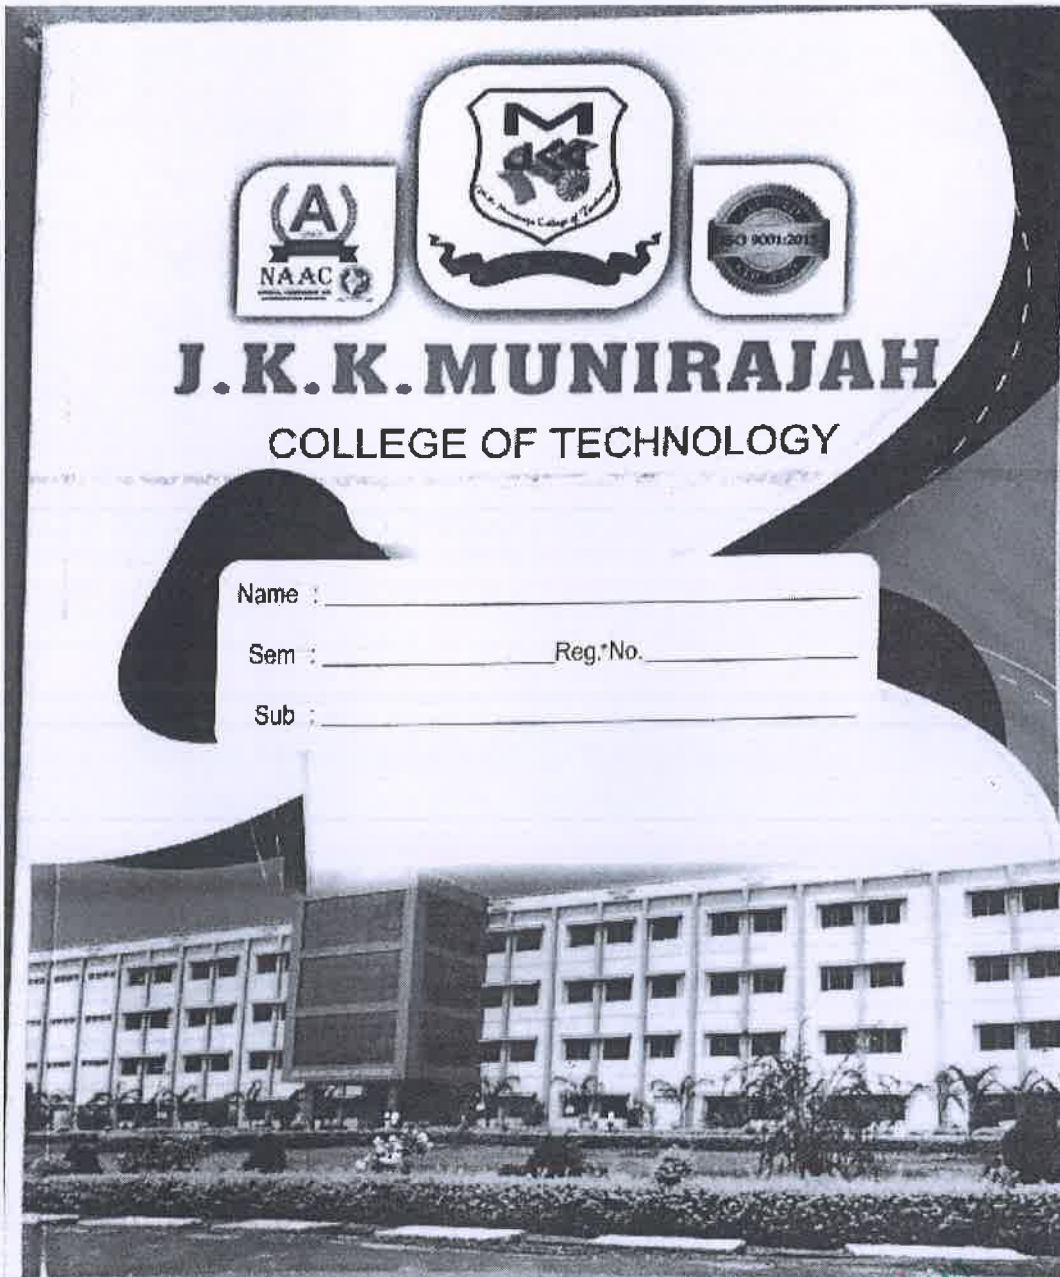 M
A
NAAC
ISO 9001:2015
J.K.K.MUNIRAJAH
COLLEGE OF TECHNOLOGY
Name :
Sem : Reg. No.
Sub :